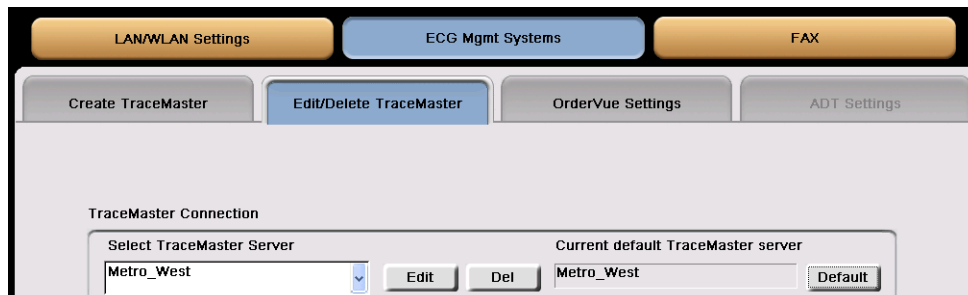 LAN/WLAN Settings ECG Mgmt Systems FAX
Create TraceMaster Edit/Delete TraceMaster OrderVue Settings ADT Settings
TraceMaster Connection
Select TraceMaster Server Current default TraceMaster server
Metro_West Edit Del Metro_West Default